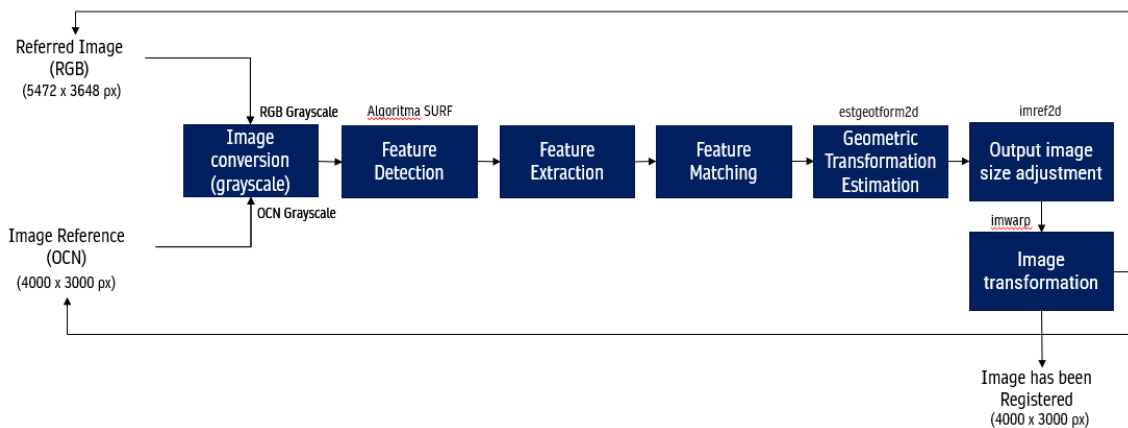 Referred Image
(RGB)
(5472 x 3648 px)
RGB Grayscale
Image
conversion
(grayscale)
OCN Grayscale
Image Reference
(OCN)
(4000 x 3000 px)
Algoritma SURF
Feature
Detection
Feature
Extraction
Feature
Matching
estgeotform2d
Geometric
Transformation
Estimation
imref2d
Output image
size adjustment
imwarp
Image
transformation
Image has been
Registered
(4000 x 3000 px)